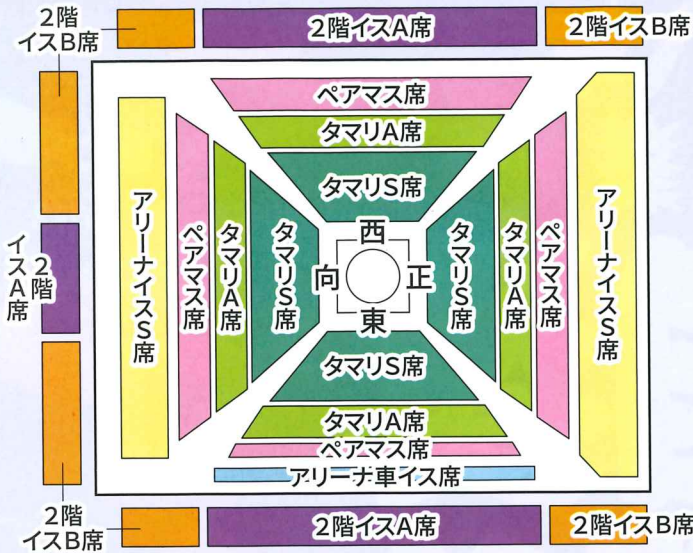 2階
イスB席
2階イスA席
2階イスB席
ペアマス席
タマリA席
タマリS席
アリーナイスS席
ペアマス席
タマリA席
タマリS席
西
向
正
東
タマリS席
タマリA席
ペアマス席
アリーナイスS席
2階
イスA席
タマリS席
タマリA席
ペアマス席
アリーナ車イス席
2階
イスB席
2階イスA席
2階イスB席